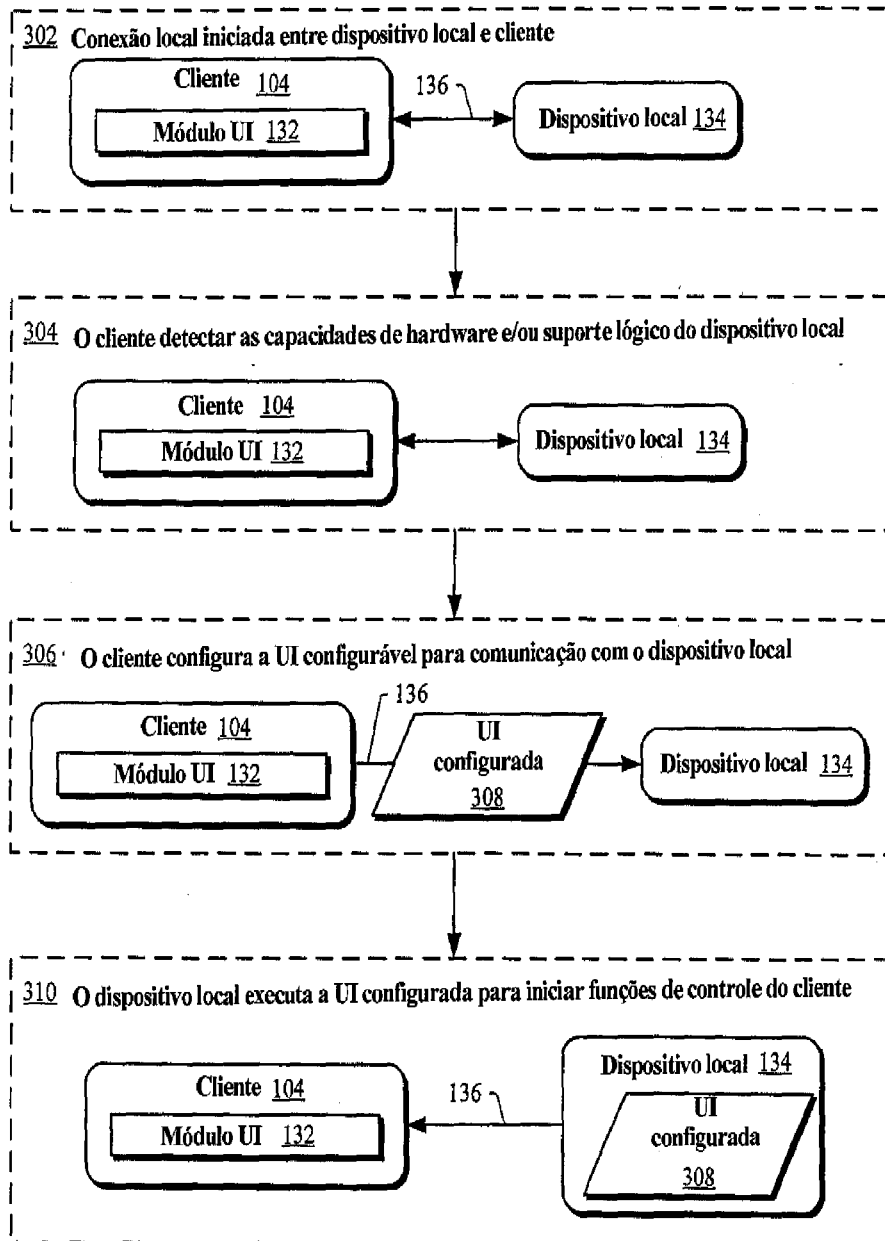 302 Conexão local iniciada entre dispositivo local e cliente
Cliente 104
Módulo UI 132
136
Dispositivo local 134
304 O cliente detectar as capacidades de hardware e/ou suporte lógico do dispositivo local
Cliente 104
Módulo UI 132
Dispositivo local 134
306 O cliente configura a UI configurável para comunicação com o dispositivo local
136
Cliente 104
Módulo UI 132
UI
configurada
308
Dispositivo local 134
310 O dispositivo local executa a UI configurada para iniciar funções de controle do cliente
Cliente 104
Módulo UI 132
136
Dispositivo local 134
UI
configurada
308